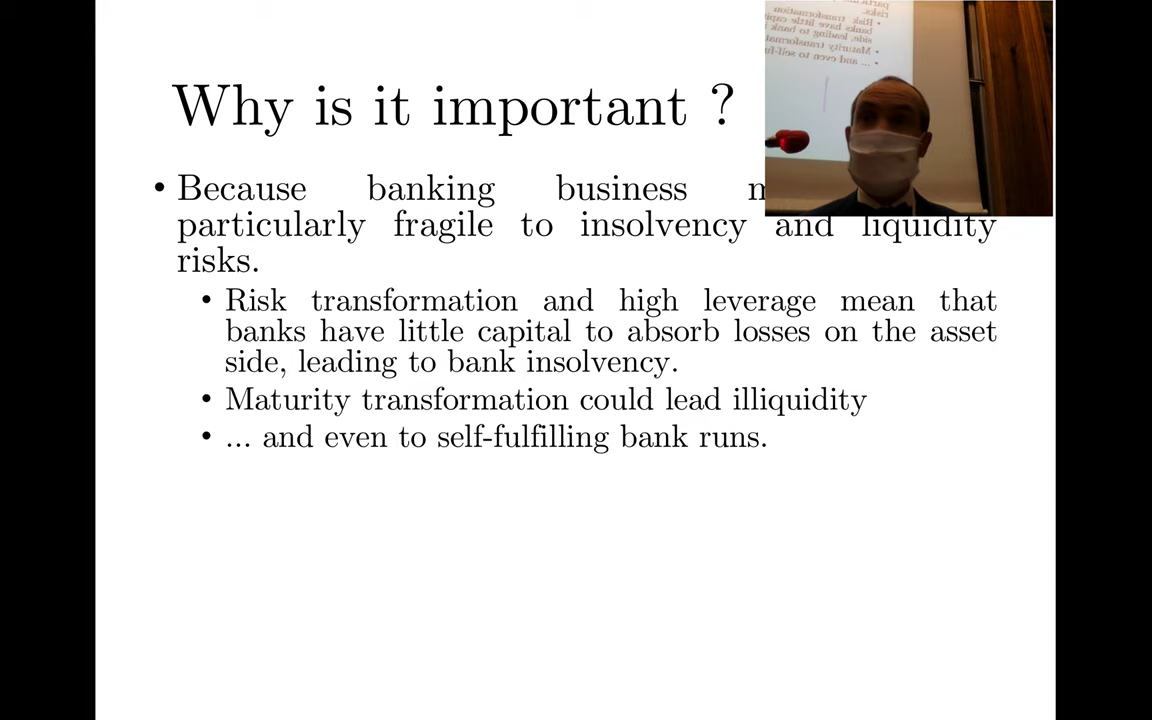 Why is it important ?
• Because banking business
particularly fragile to insolvency and liquidity
risks.
• Risk transformation and high leverage mean that
banks have little capital to absorb losses on the asset
side, leading to bank insolvency.
• Maturity transformation could lead illiquidity
• ... and even to self-fulfilling bank runs.